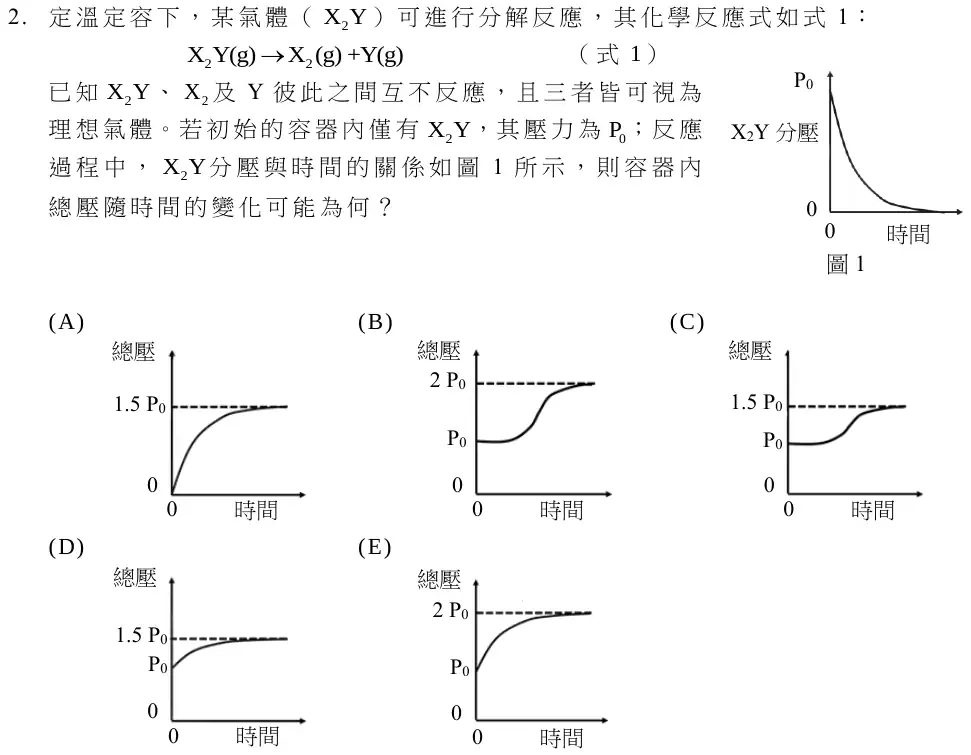 2. 定溫定容下，某氣體（ X₂Y）可進行分解反應，其化學反應式如式 1：
X₂Y(g) → X₂(g) +Y(g) （式 1）
已知 X₂Y、 X₂及 Y 彼此之間互不反應，且三者皆可視為
理想氣體。若初始的容器內僅有 X₂Y，其壓力為 P₀；反應
過程中， X₂Y分壓與時間的關係如圖 1 所示，則容器內
總壓隨時間的變化可能為何？
P₀
X₂Y 分壓
0
0 時間
圖 1
(A)
總壓
1.5 P₀
0
0 時間
(B)
總壓
2 P₀
P₀
0
0 時間
(C)
總壓
1.5 P₀
P₀
0
0 時間
(D)
總壓
1.5 P₀
P₀
0
0 時間
(E)
總壓
2 P₀
P₀
0
0 時間